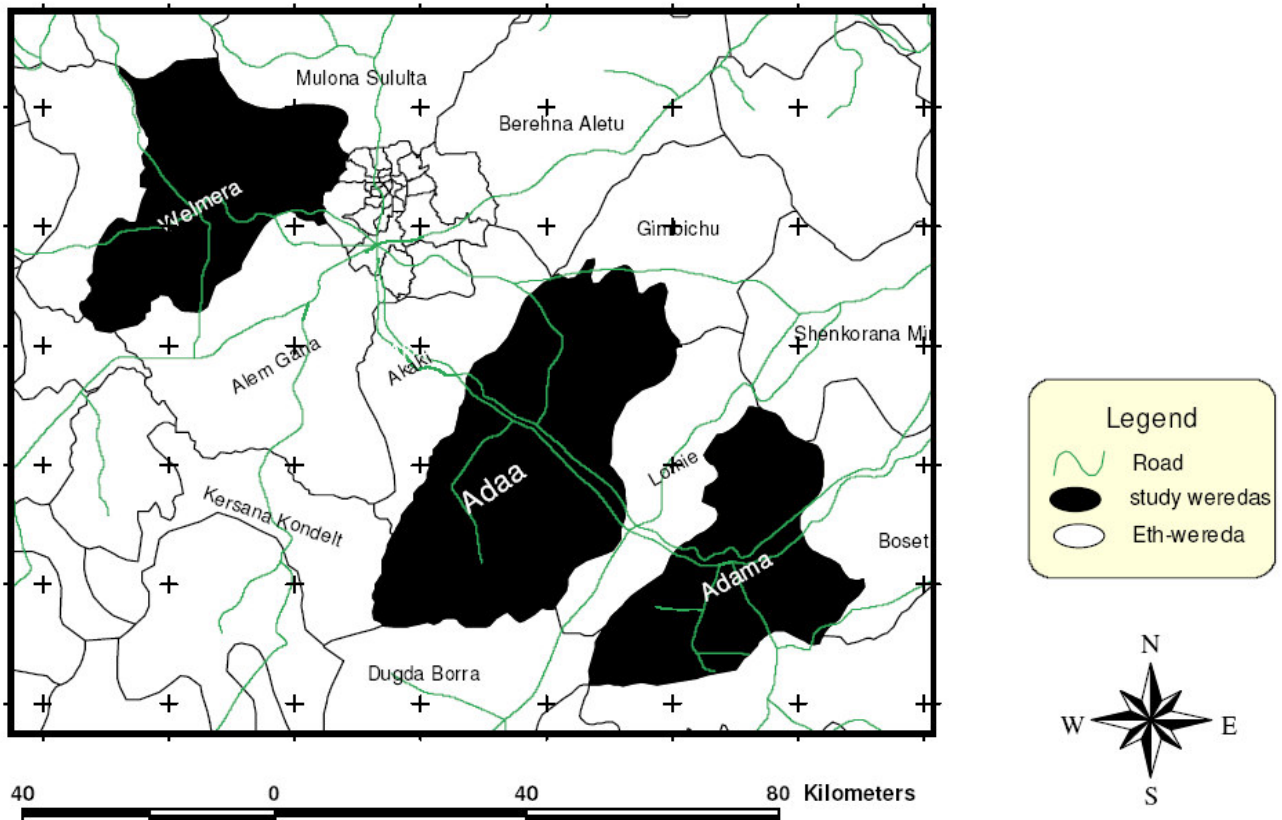 Mulona Sululta
Berehna Aletu
Welmera
Gimbichu
Shenkorana Mi
Alem Gana
Akaki
Lomie
Adaa
Kersana Kondelt
Boset
Adama
Dugda Borra
Legend
Road
study weredas
Eth-wereda
N
W E
S
40 0 40 80 Kilometers